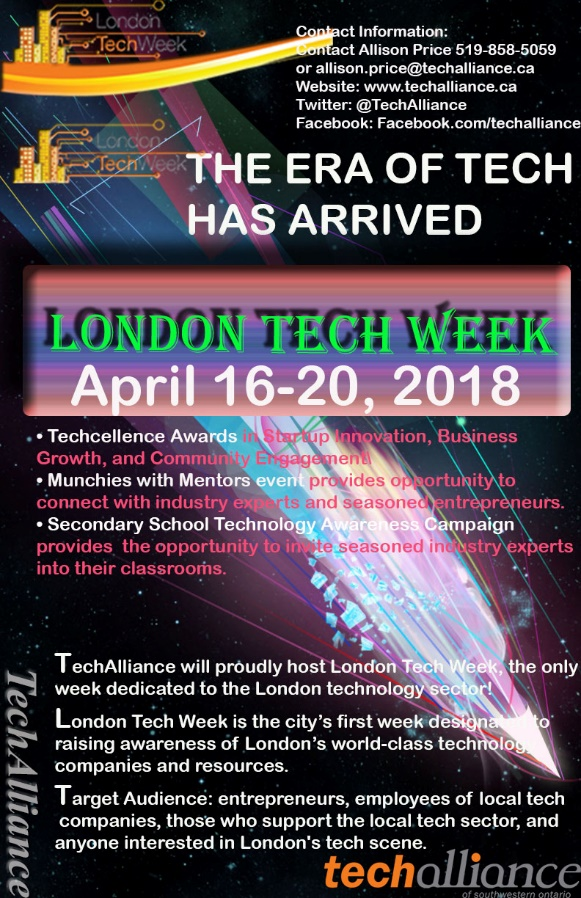 London
TechWeek
Contact Information:
Contact Allison Price 519-858-5059
or allison.price@techalliance.ca
Website: www.techalliance.ca
Twitter: @TechAlliance
Facebook: Facebook.com/techalliance
London
TechWeek
THE ERA OF TECH
HAS ARRIVED
LONDON TECH WEEK
April 16-20, 2018
• Techcellence Awards in Startup Innovation, Business
Growth, and Community Engagement.
• Munchies with Mentors event provides opportunity to
connect with industry experts and seasoned entrepreneurs.
• Secondary School Technology Awareness Campaign
provides the opportunity to invite seasoned industry experts
into their classrooms.
TechAlliance will proudly host London Tech Week, the only
week dedicated to the London technology sector!
London Tech Week is the city's first week designated to
raising awareness of London's world-class technology
companies and resources.
Target Audience: entrepreneurs, employees of local tech
companies, those who support the local tech sector, and
anyone interested in London's tech scene.
TechAlliance
techalliance
of southwestern ontario